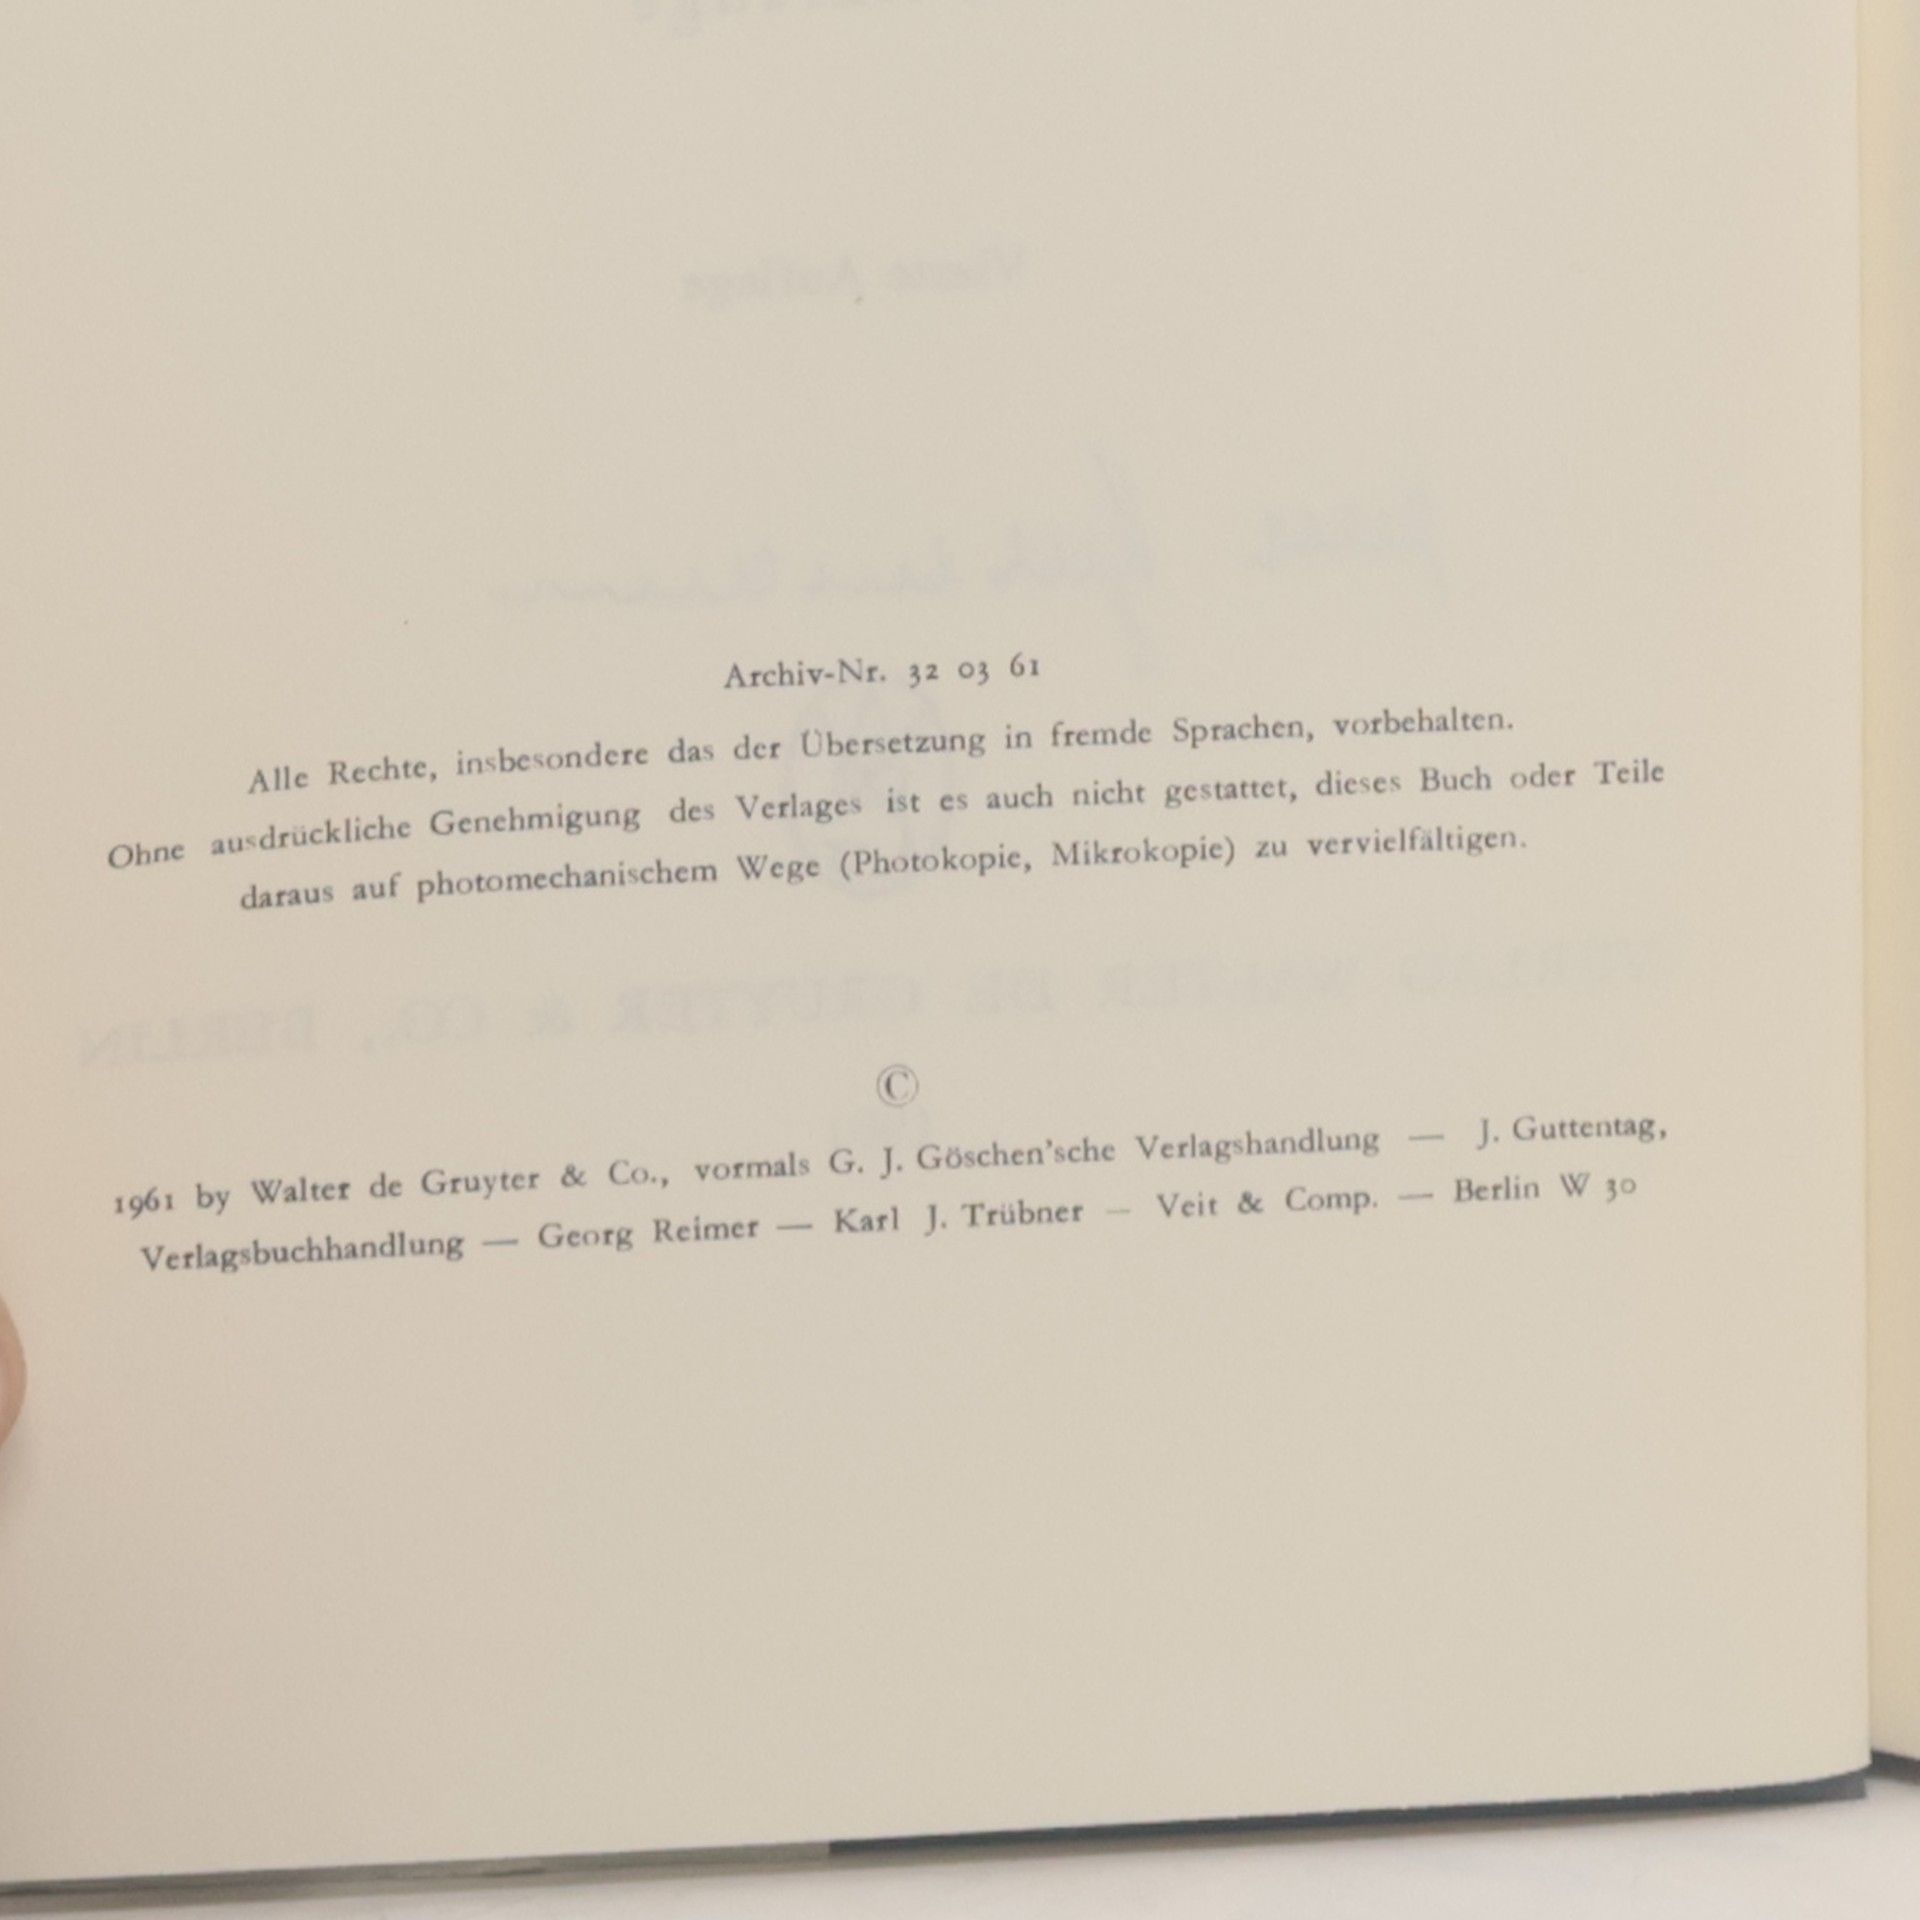 Archiv-Nr. 32 03 61
Alle Rechte, insbesondere das der Übersetzung in fremde Sprachen, vorbehalten.
Ohne ausdrückliche Genehmigung des Verlages ist es auch nicht gestattet, dieses Buch oder Teile
daraus auf photomechanischem Wege (Photokopie, Mikrokopie) zu vervielfältigen.
©
1961 by Walter de Gruyter & Co., vormals G. J. Göschen'sche Verlagshandlung — J. Guttentag,
Verlagsbuchhandlung — Georg Reimer — Karl J. Trübner — Veit & Comp. — Berlin W 30